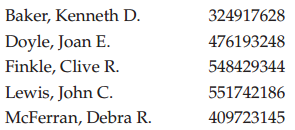 Baker, Kenneth D. 324917628
Doyle, Joan E. 476193248
Finkle, Clive R. 548429344
Lewis, John C. 551742186
McFerran, Debra R. 409723145